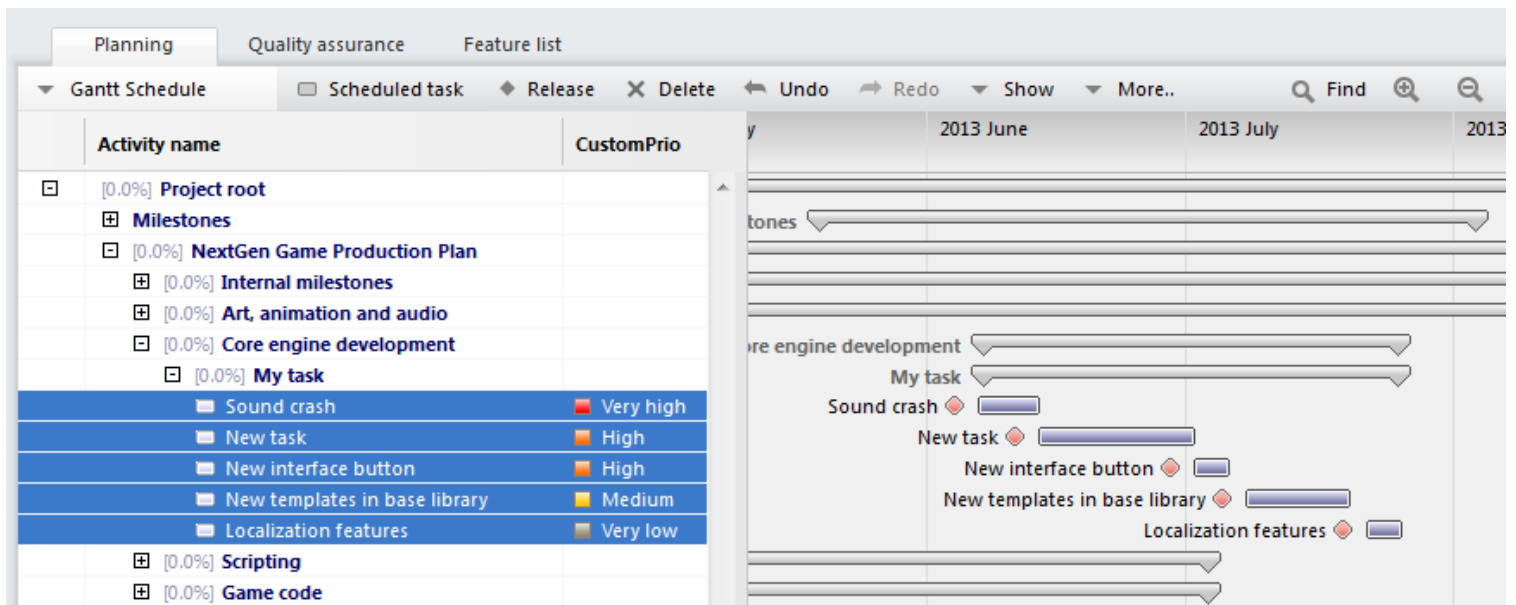 Planning Quality assurance Feature list
Gantt Schedule Scheduled task Release Delete Undo Redo Show More.. Find
Activity name CustomPrio y 2013 June 2013 July 2013
[0.0%] Project root
Milestones tones
[0.0%] NextGen Game Production Plan
[0.0%] Internal milestones
[0.0%] Art, animation and audio
[0.0%] Core engine development re engine development
[0.0%] My task My task
Sound crash Very high Sound crash
New task High New task
New interface button High New interface button
New templates in base library Medium New templates in base library
Localization features Very low Localization features
[0.0%] Scripting
[0.0%] Game code